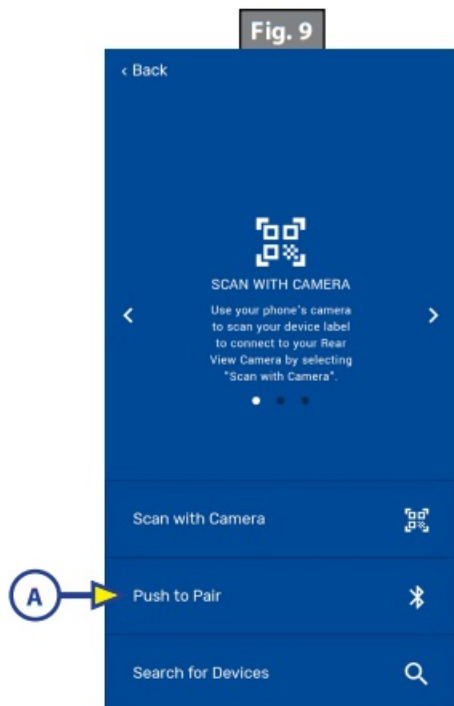 Fig. 9
‹ Back
SCAN WITH CAMERA
Use your phone's camera
to scan your device label
to connect to your Rear
View Camera by selecting
"Scan with Camera".
Scan with Camera
A
Push to Pair
Search for Devices